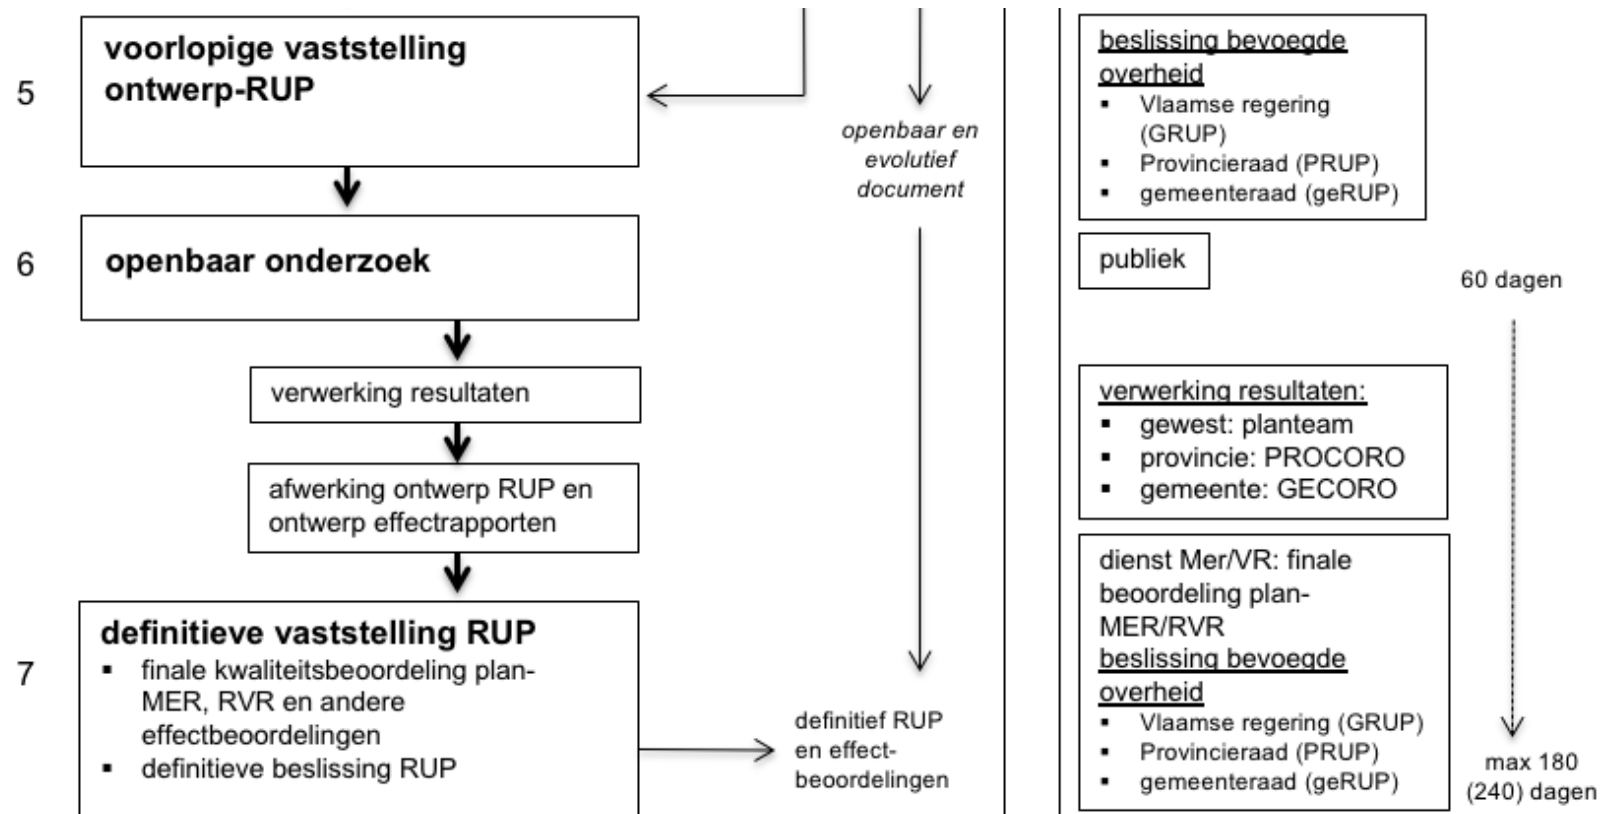 5
voorlopige vaststelling
ontwerp-RUP
openbaar en
evolutief
document
beslissing bevoegde
overheid
▪ Vlaamse regering
(GRUP)
▪ Provincieraad (PRUP)
▪ gemeenteraad (geRUP)
6
openbaar onderzoek
publiek
60 dagen
verwerking resultaten
verwerking resultaten:
▪ gewest: planteam
▪ provincie: PROCORO
▪ gemeente: GECORO
afwerking ontwerp RUP en
ontwerp effectrapporten
7
definitieve vaststelling RUP
▪ finale kwaliteitsbeoordeling plan-
MER, RVR en andere
effectbeoordelingen
▪ definitieve beslissing RUP
definitief RUP
en effect-
beoordelingen
dienst Mer/VR: finale
beoordeling plan-
MER/RVR
beslissing bevoegde
overheid
▪ Vlaamse regering (GRUP)
▪ Provincieraad (PRUP)
▪ gemeenteraad (geRUP)
max 180
(240) dagen